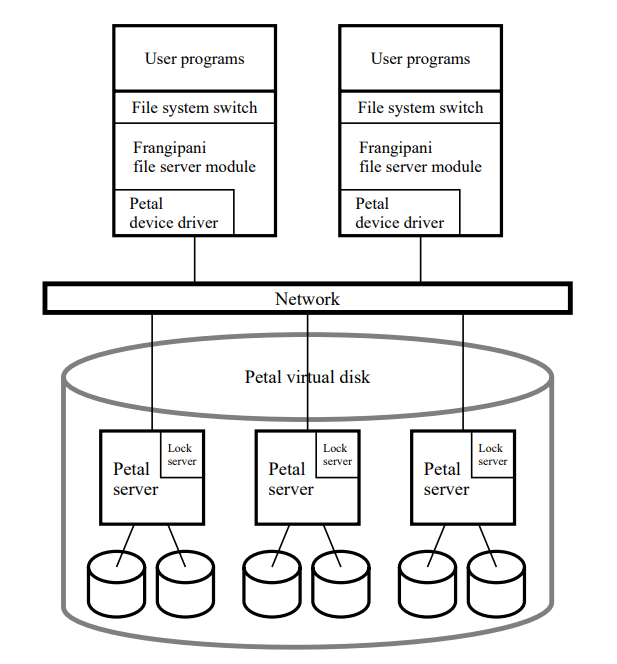 User programs
User programs
File system switch
File system switch
Frangipani
file server module
Frangipani
file server module
Petal
device driver
Petal
device driver
Network
Petal virtual disk
Petal
server
Lock
server
Petal
server
Lock
server
Petal
server
Lock
server